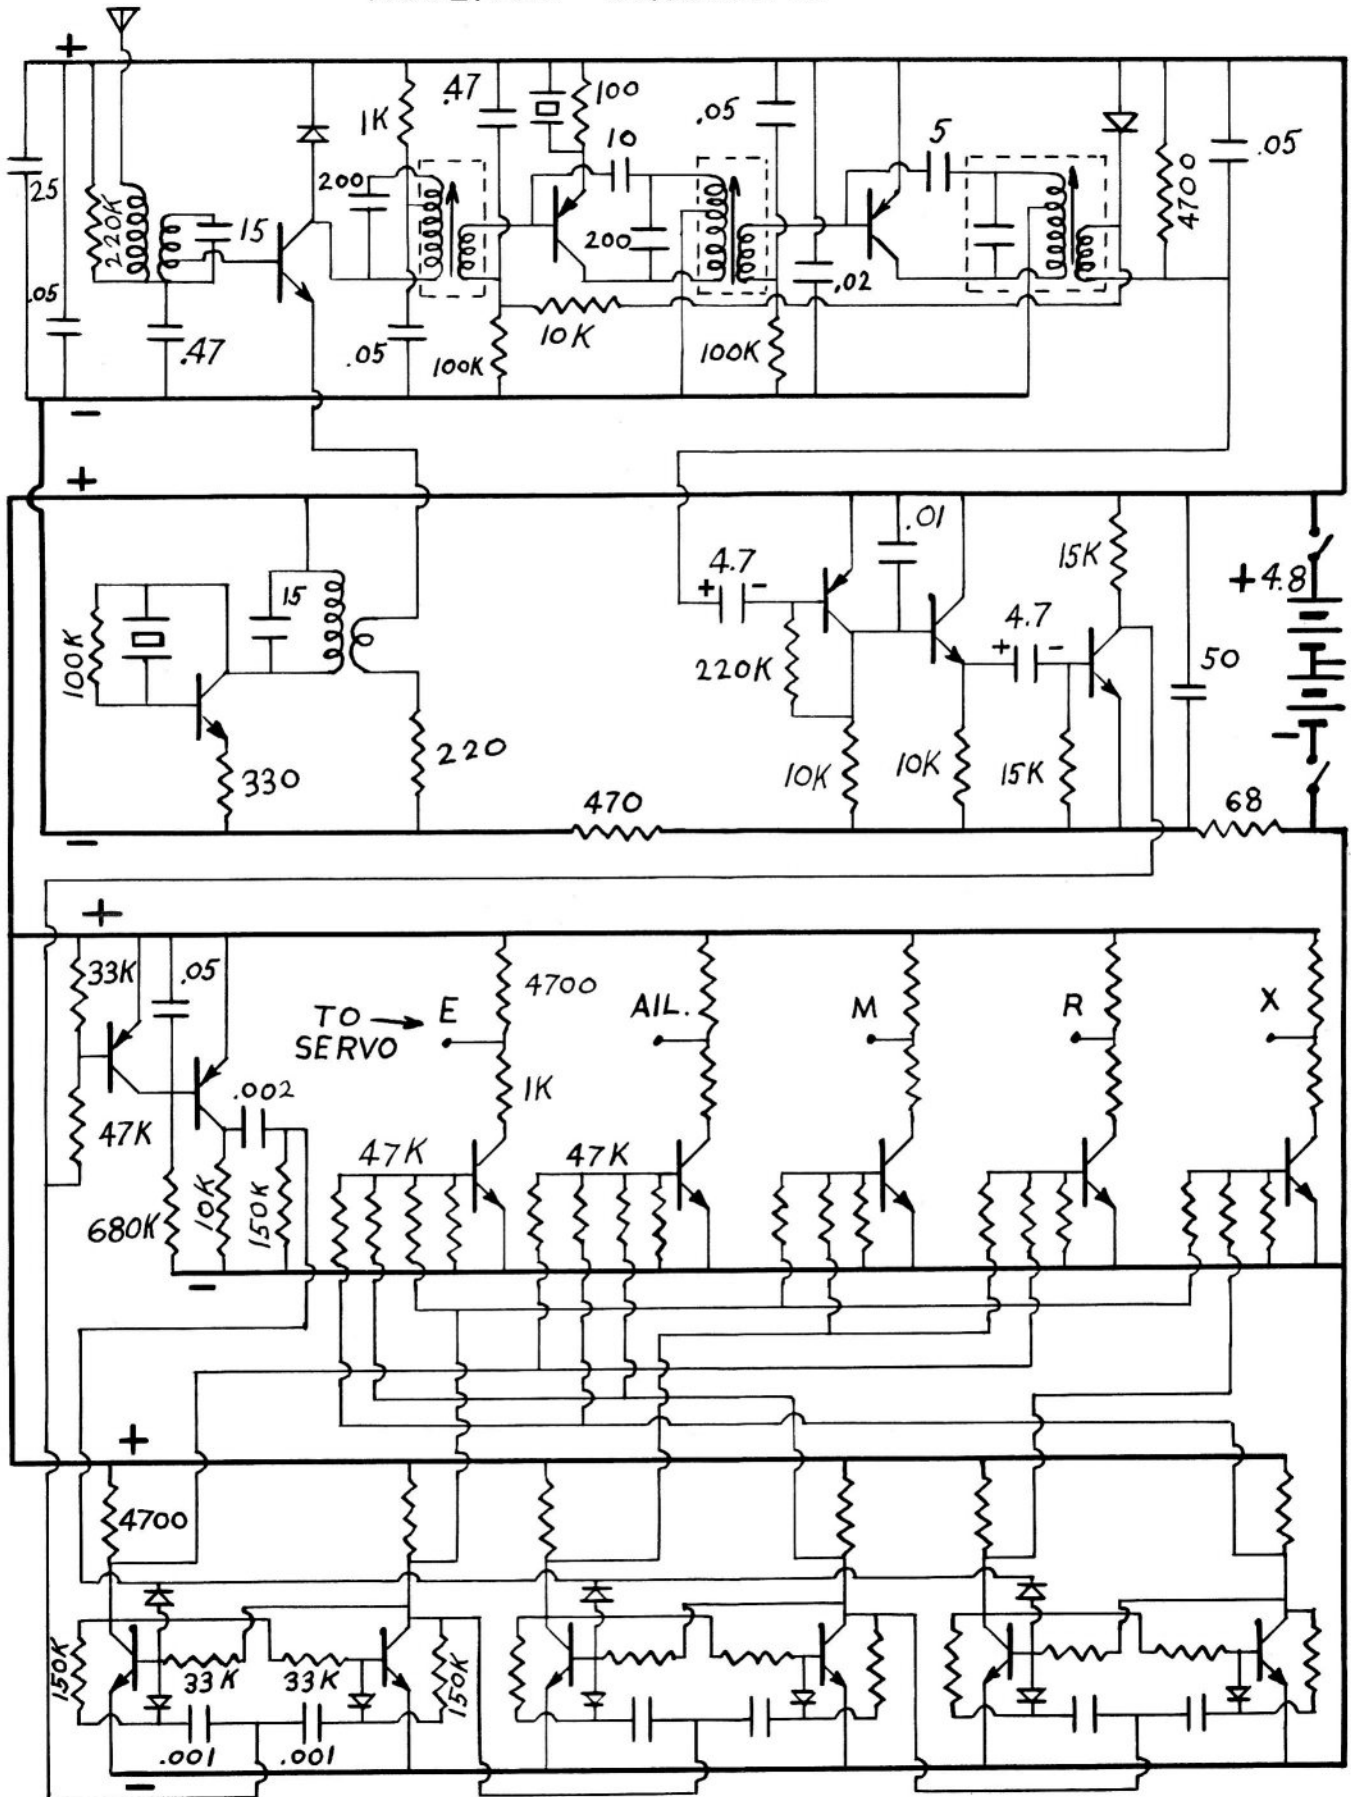 +
1K
.47
100
10
.05
5
.05
25
220K
15
200
200
4700
.05
.47
.05
100K
10K
100K
.02
−
+
.01
15K
+4.8
4.7
+ −
15
100K
220K
4.7
+ −
50
330
220
10K
10K
15K
−
470
68
−
+
33K
.05
4700
TO → E
SERVO
AIL.
M
R
X
.002
1K
47K
47K
47K
680K
10K
150K
−
+
4700
150K
33K
33K
150K
.001
.001
−